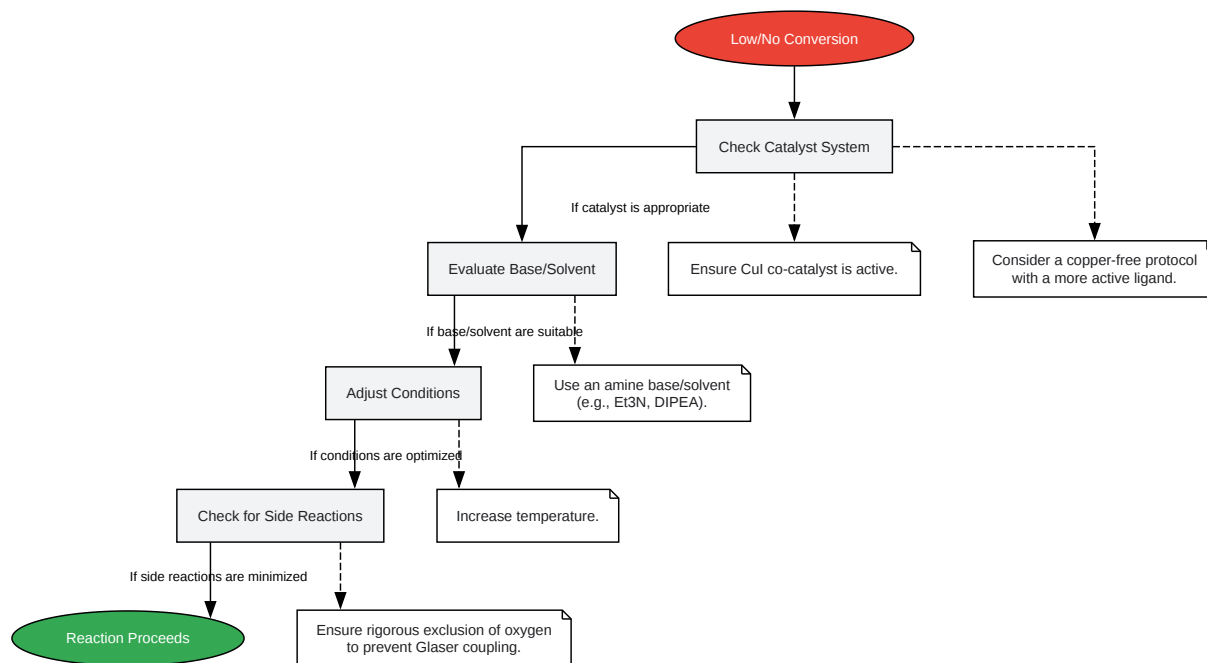 Low/No Conversion
Check Catalyst System
If catalyst is appropriate
Evaluate Base/Solvent
Ensure CuI co-catalyst is active.
Consider a copper-free protocol
with a more active ligand.
If base/solvent are suitable
Adjust Conditions
Use an amine base/solvent
(e.g., Et3N, DIPEA).
If conditions are optimized
Check for Side Reactions
Increase temperature.
If side reactions are minimized
Reaction Proceeds
Ensure rigorous exclusion of oxygen
to prevent Glaser coupling.